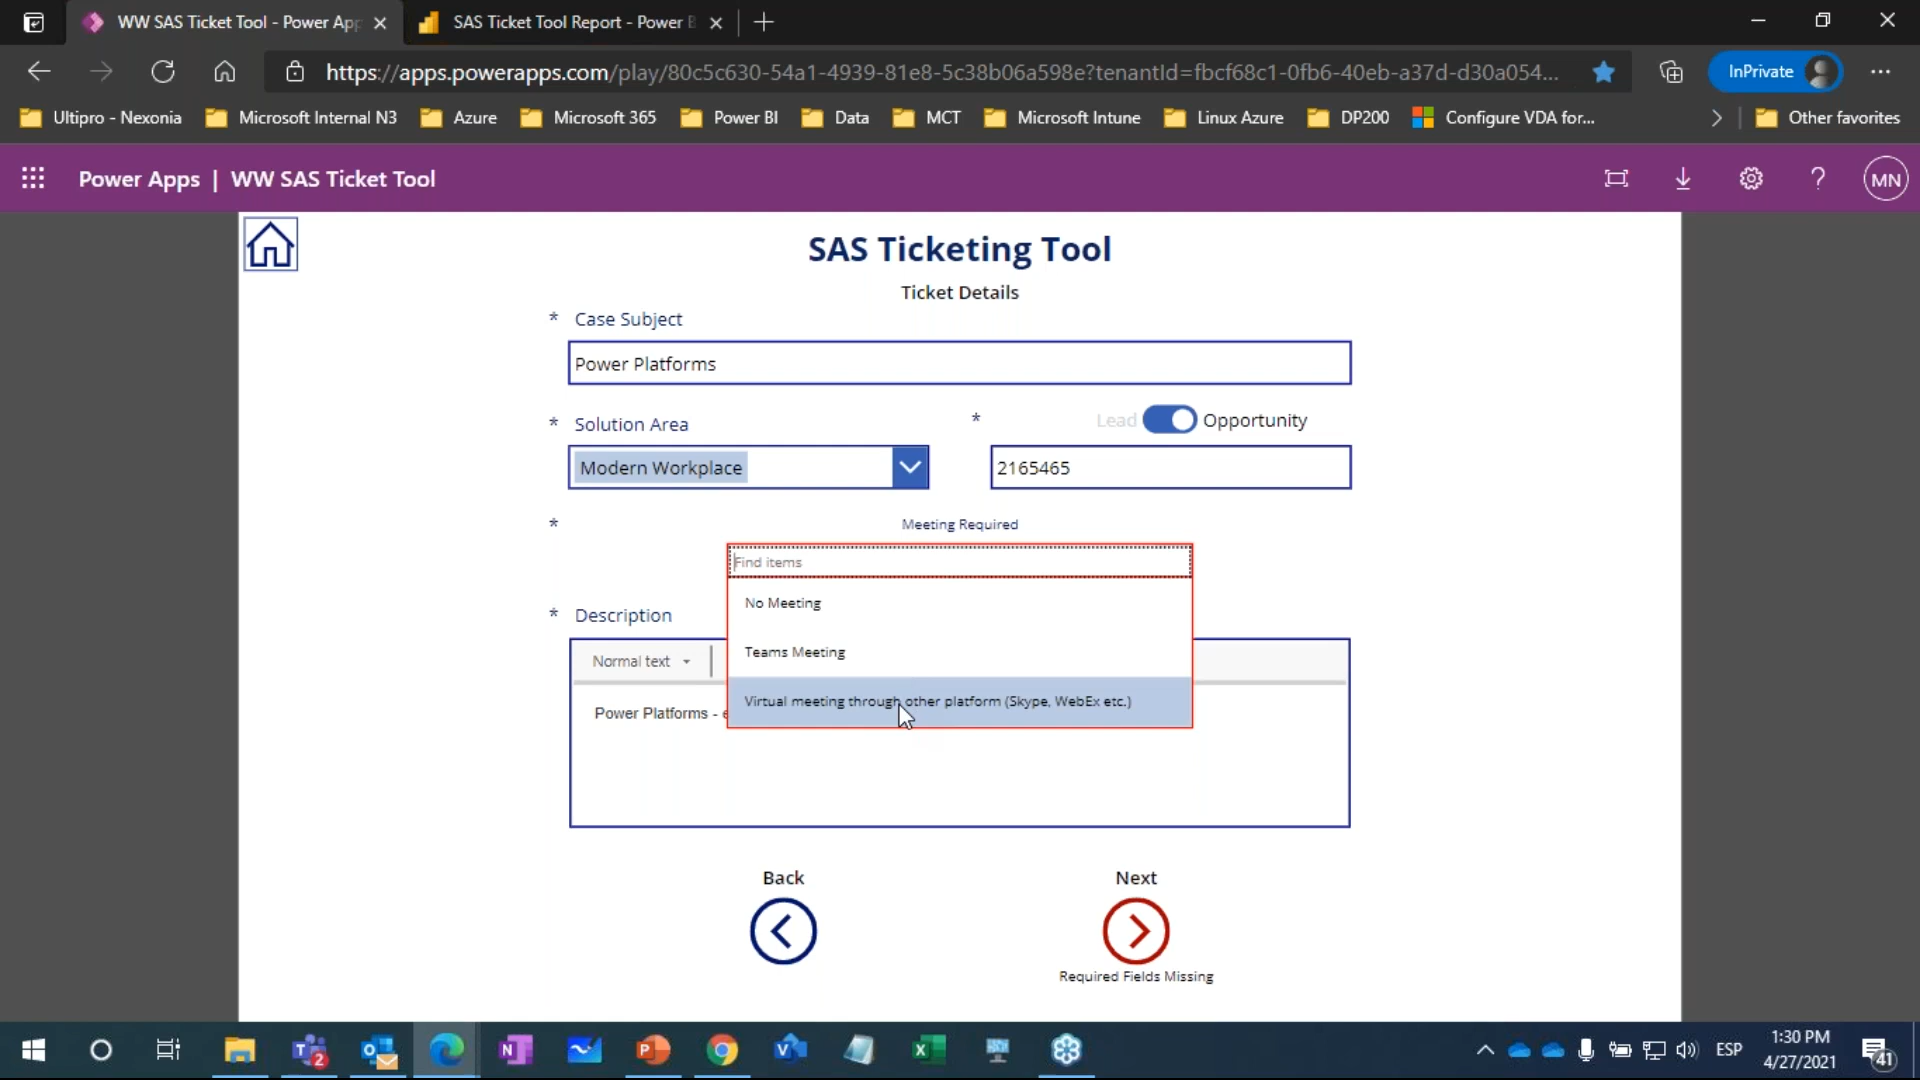 WW SAS Ticket Tool - Power App
SAS Ticket Tool Report - Power B
https://apps.powerapps.com/play/80c5c630-54a1-4939-81e8-5c38b06a598e?tenantId=fbcf68c1-0fb6-40eb-a37d-d30a054...
InPrivate
Ultipro - Nexonia
Microsoft Internal N3
Azure
Microsoft 365
Power BI
Data
MCT
Microsoft Intune
Linux Azure
DP200
Configure VDA for...
Other favorites
Power Apps | WW SAS Ticket Tool
MN
SAS Ticketing Tool
Ticket Details
* Case Subject
Power Platforms
* Solution Area
* Lead Opportunity
Modern Workplace
2165465
* Meeting Required
Find items
No Meeting
Teams Meeting
Virtual meeting through other platform (Skype, WebEx etc.)
* Description
Normal text
Power Platforms - e
Back
Next
Required Fields Missing
2
ESP
1:30 PM
4/27/2021
41